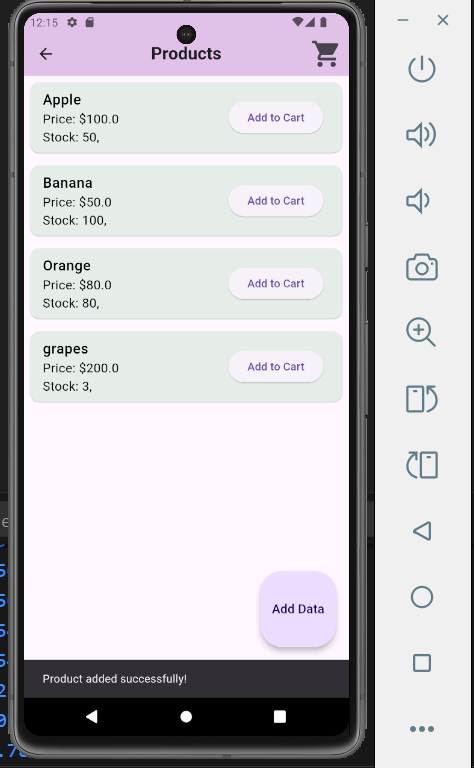 12:15
Products
Apple
Price: $100.0
Stock: 50,
Add to Cart
Banana
Price: $50.0
Stock: 100,
Add to Cart
Orange
Price: $80.0
Stock: 80,
Add to Cart
grapes
Price: $200.0
Stock: 3,
Add to Cart
Add Data
Product added successfully!